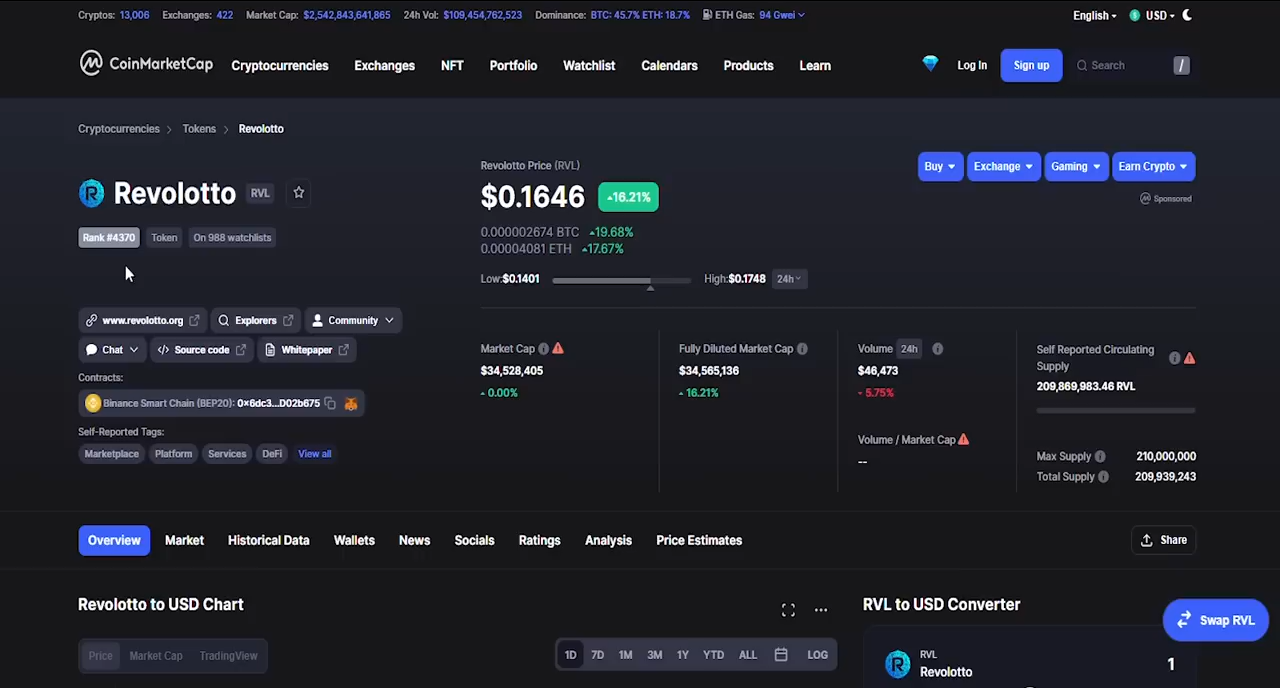 Cryptos: 13,006 Exchanges: 422 Market Cap: $2,542,843,641,865 24h Vol: $109,454,762,523 Dominance: BTC: 45.7% ETH: 18.7% ETH Gas: 94 Gwei
English USD
CoinMarketCap Cryptocurrencies Exchanges NFT Portfolio Watchlist Calendars Products Learn Log In Sign up Search /
Cryptocurrencies Tokens Revolotto
Revolotto RVL
Rank #4370 Token On 988 watchlists
www.revolotto.org Explorers Community
Chat Source code Whitepaper
Contracts:
Binance Smart Chain (BEP20): 0x6dc3...D02b675
Self-Reported Tags:
Marketplace Platform Services DeFi View all
Revolotto Price (RVL)
$0.1646 16.21%
0.000002674 BTC 19.68%
0.00004081 ETH 17.67%
Low:$0.1401 High:$0.1748 24h
Buy Exchange Gaming Earn Crypto
Sponsored
Market Cap
$34,528,405
0.00%
Fully Diluted Market Cap
$34,565,136
16.21%
Volume 24h
$46,473
5.75%
Volume / Market Cap
--
Self Reported Circulating
Supply
209,869,983.46 RVL
Max Supply 210,000,000
Total Supply 209,939,243
Overview Market Historical Data Wallets News Socials Ratings Analysis Price Estimates Share
Revolotto to USD Chart
Price Market Cap TradingView 1D 7D 1M 3M 1Y YTD ALL LOG
RVL to USD Converter
RVL
Revolotto 1
Swap RVL